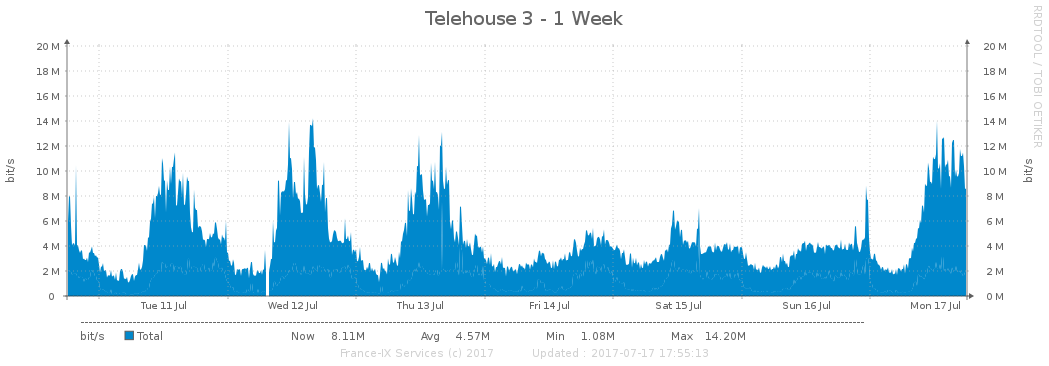 Telehouse 3 - 1 Week
RRDTOOL / TOBI OETIKER
bit/s
20 M 20 M
18 M 18 M
16 M 16 M
14 M 14 M
12 M 12 M
10 M 10 M
8 M 8 M
6 M 6 M
4 M 4 M
2 M 2 M
0 0 M
bit/s
Tue 11 Jul Wed 12 Jul Thu 13 Jul Fri 14 Jul Sat 15 Jul Sun 16 Jul Mon 17 Jul
bit/s Total Now 8.11M Avg 4.57M Min 1.08M Max 14.20M
France-IX Services (c) 2017 Updated : 2017-07-17 17:55:13